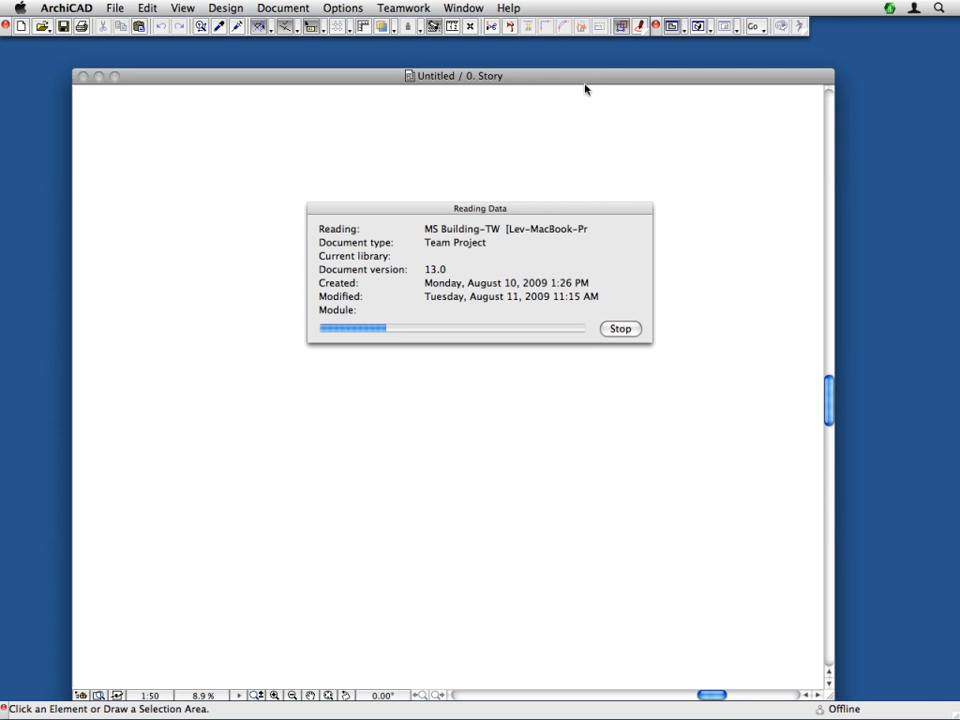 ArchiCAD File Edit View Design Document Options Teamwork Window Help
Go
Untitled / 0. Story
Reading Data
Reading: MS Building-TW [Lev-MacBook-Pr
Document type: Team Project
Current library:
Document version: 13.0
Created: Monday, August 10, 2009 1:26 PM
Modified: Tuesday, August 11, 2009 11:15 AM
Module:
Stop
1:50 8.9 % 0.00°
Click an Element or Draw a Selection Area. Offline